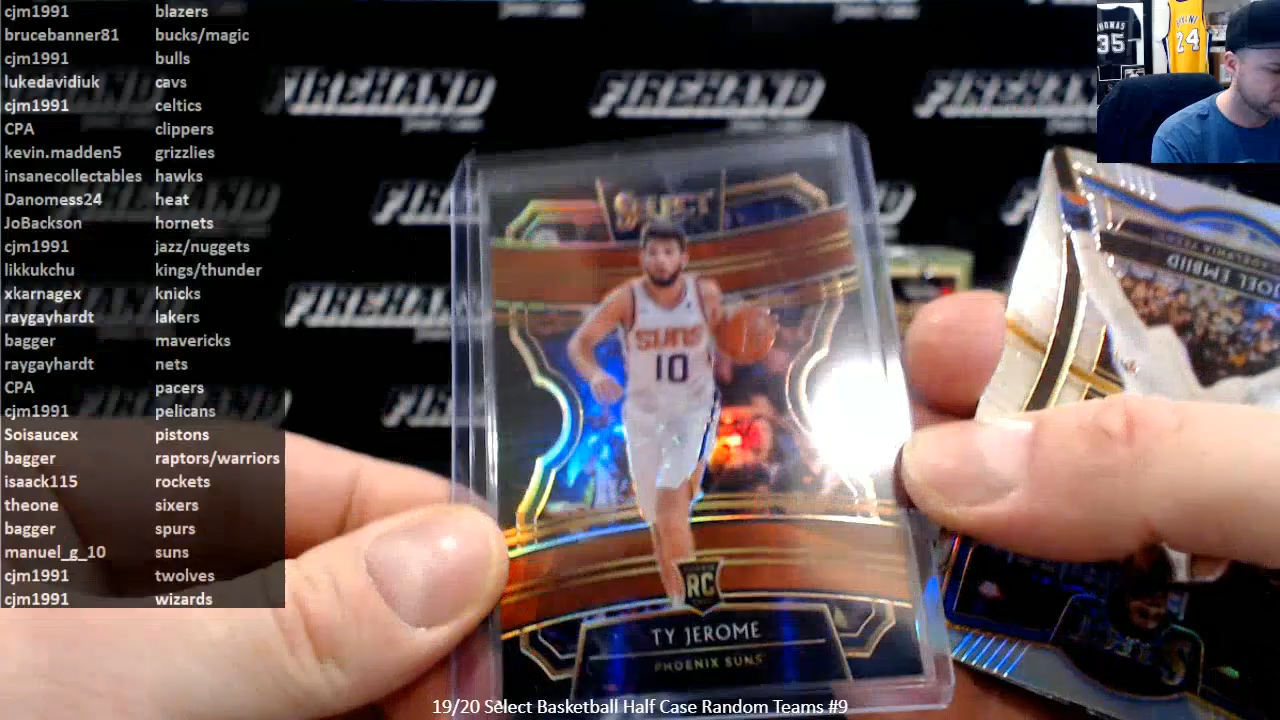 cjm1991 blazers
brucebanner81 bucks/magic
cjm1991 bulls
lukedavidiuk cavs
cjm1991 celtics
CPA clippers
kevin.madden5 grizzlies
insanecollectables hawks
Danomess24 heat
JoBackson hornets
cjm1991 jazz/nuggets
likkukchu kings/thunder
xkarnagex knicks
raygayhardt lakers
bagger mavericks
raygayhardt nets
CPA pacers
cjm1991 pelicans
Soisaucex pistons
bagger raptors/warriors
isaack115 rockets
theone sixers
bagger spurs
manuel_g_10 suns
cjm1991 twolves
cjm1991 wizards
FIREHAND
FIREHAND
FIREHAND
FIREHAND
THOMAS
35
24
SELECT
SUNS
10
RC
TY JEROME
PHOENIX SUNS
JOEL EMBIID
19/20 Select Basketball Half Case Random Teams #9